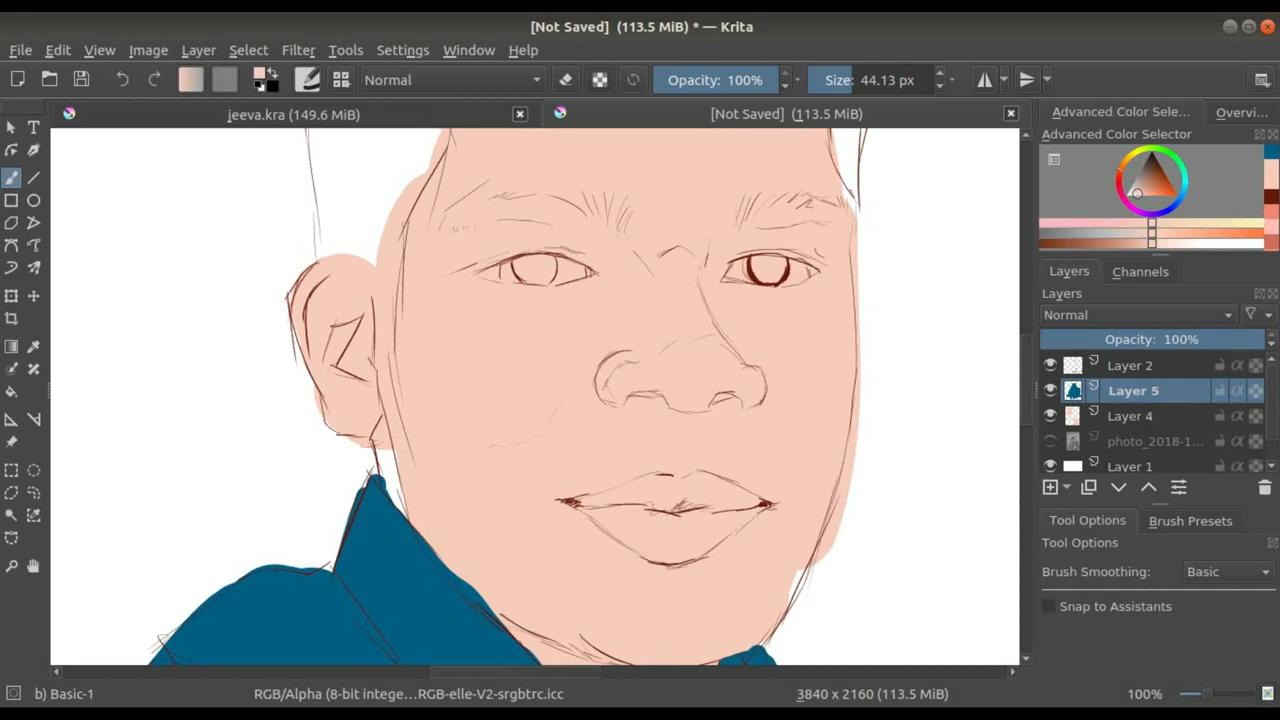 [Not Saved]  (113.5 MiB) * — Krita
File Edit View Image Layer Select Filter Tools Settings Window Help
Normal Opacity: 100% Size: 44.13 px
jeeva.kra (149.6 MiB) [Not Saved]  (113.5 MiB) Advanced Color Sele... Overvi...
Advanced Color Selector
Layers Channels
Layers
Normal
Opacity: 100%
Layer 2
Layer 5
Layer 4
photo_2018-1...
Layer 1
Tool Options Brush Presets
Tool Options
Brush Smoothing: Basic
Snap to Assistants
b) Basic-1 RGB/Alpha (8-bit intege...RGB-elle-V2-srgbtrc.icc 3840 x 2160 (113.5 MiB) 100%